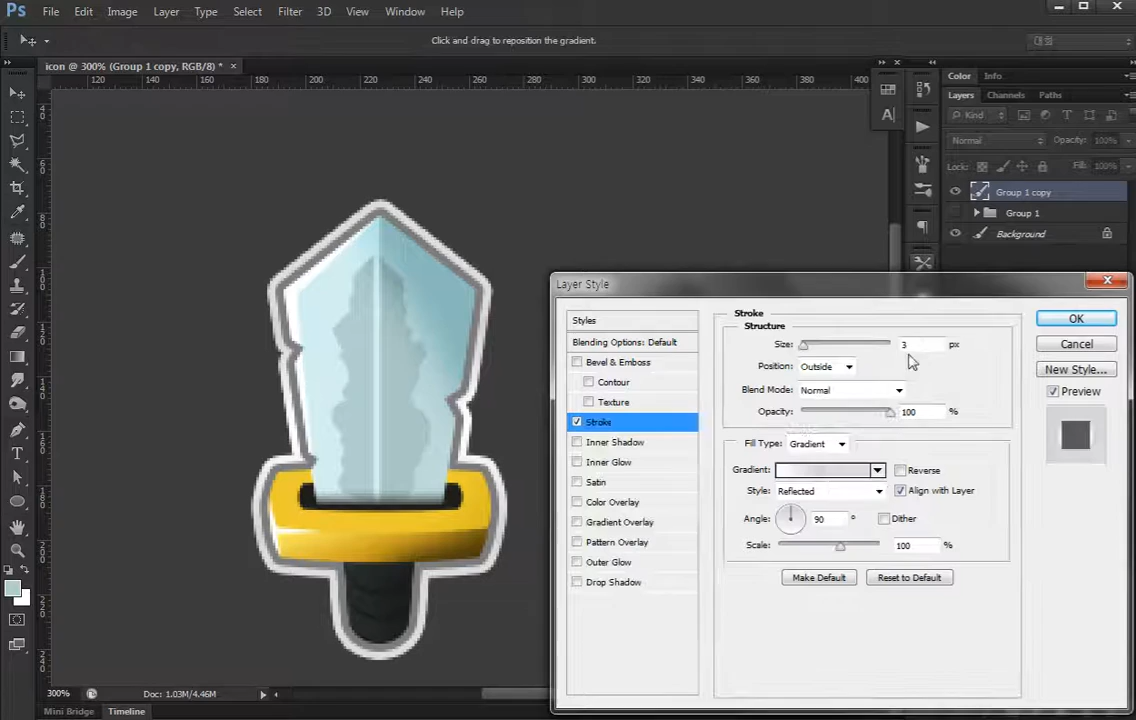 Ps File Edit Image Layer Type Select Filter 3D View Window Help
Click and drag to reposition the gradient.
icon @ 300% (Group 1 copy, RGB/8) * ×
120 140 160 180 200 220 240 260 280 300 320 340 360 380 400
Color Info
Layers Channels Paths
Kind
Normal Opacity: 100%
Lock: Fill: 100%
Group 1 copy
Group 1
Background
Layer Style
Styles
Blending Options: Default
Bevel & Emboss
Contour
Texture
Stroke
Inner Shadow
Inner Glow
Satin
Color Overlay
Gradient Overlay
Pattern Overlay
Outer Glow
Drop Shadow
Stroke
Structure
Size: 3 px
Position: Outside
Blend Mode: Normal
Opacity: 100 %
Fill Type: Gradient
Gradient: Reverse
Style: Reflected Align with Layer
Angle: 90 ° Dither
Scale: 100 %
Make Default Reset to Default
OK
Cancel
New Style...
Preview
300% Doc: 1.03M/4.46M
Mini Bridge Timeline